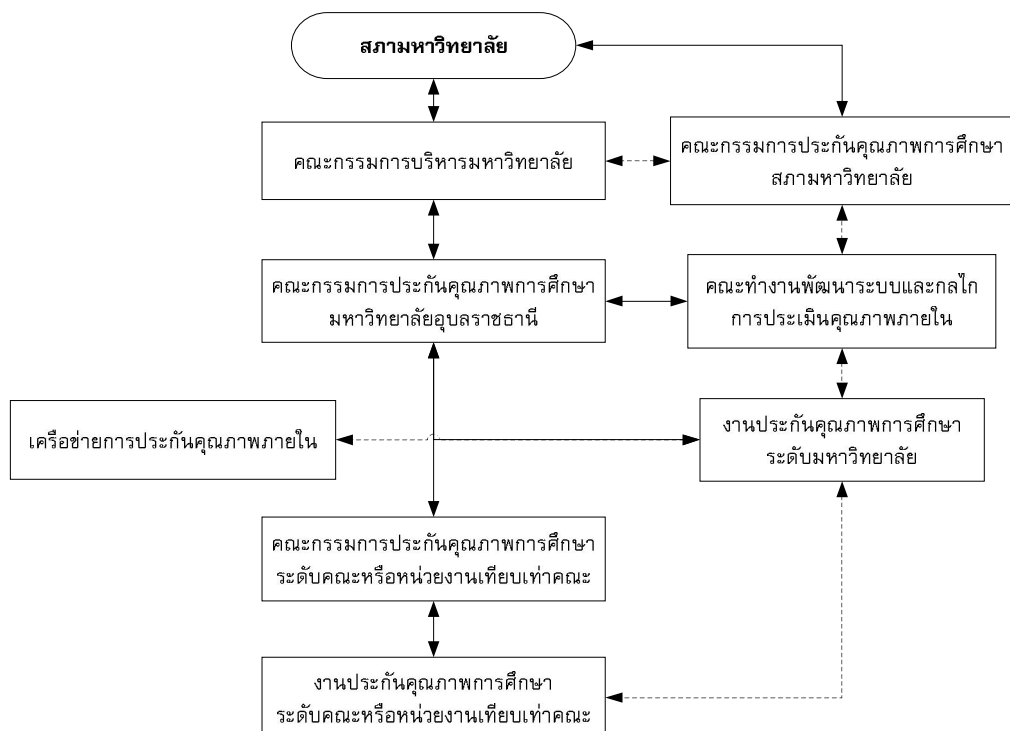 สภามหาวิทยาลัย
คณะกรรมการบริหารมหาวิทยาลัย
คณะกรรมการประกันคุณภาพการศึกษา
สภามหาวิทยาลัย
คณะกรรมการประกันคุณภาพการศึกษา
มหาวิทยาลัยอุบลราชธานี
คณะทำงานพัฒนาระบบและกลไก
การประเมินคุณภาพภายใน
เครือข่ายการประกันคุณภาพภายใน
งานประกันคุณภาพการศึกษา
ระดับมหาวิทยาลัย
คณะกรรมการประกันคุณภาพการศึกษา
ระดับคณะหรือหน่วยงานเทียบเท่าคณะ
งานประกันคุณภาพการศึกษา
ระดับคณะหรือหน่วยงานเทียบเท่าคณะ